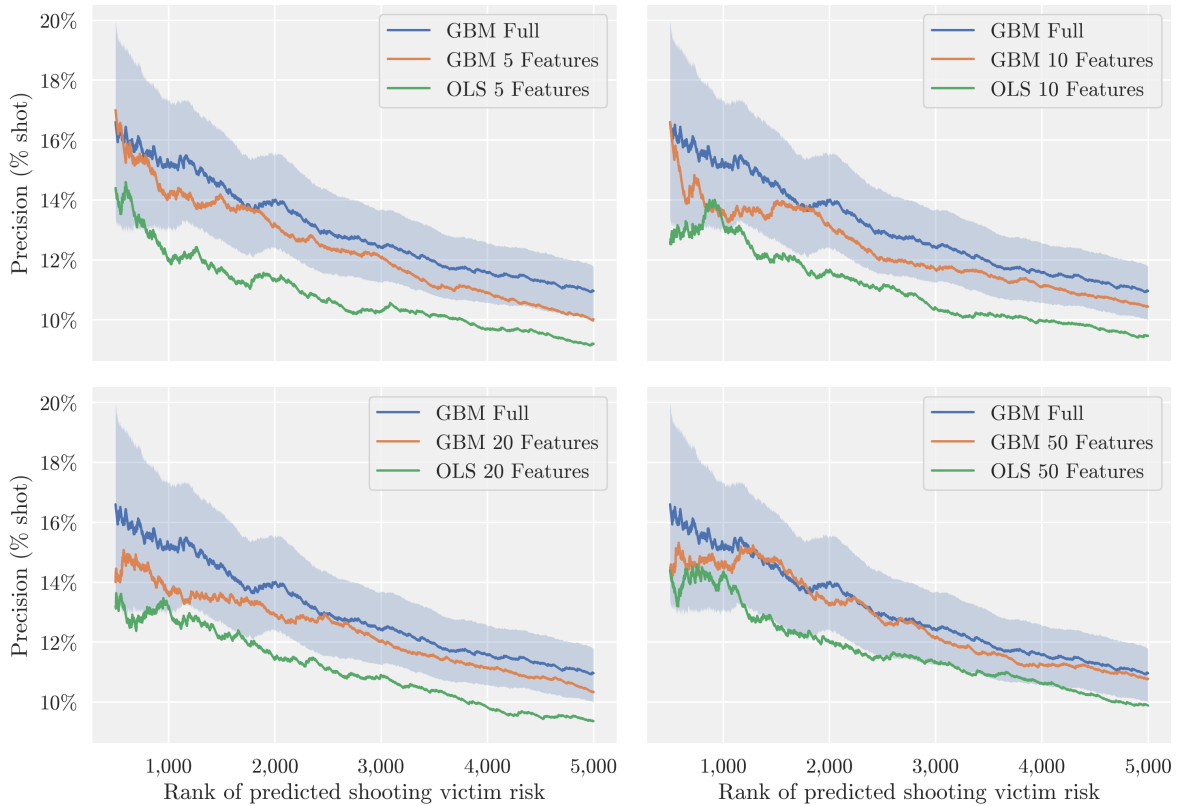 20%
18%
16%
14%
12%
10%
Precision (% shot)
GBM Full
GBM 5 Features
OLS 5 Features
GBM Full
GBM 10 Features
OLS 10 Features
20%
18%
16%
14%
12%
10%
Precision (% shot)
GBM Full
GBM 20 Features
OLS 20 Features
1,000
2,000
3,000
4,000
5,000
Rank of predicted shooting victim risk
GBM Full
GBM 50 Features
OLS 50 Features
1,000
2,000
3,000
4,000
5,000
Rank of predicted shooting victim risk